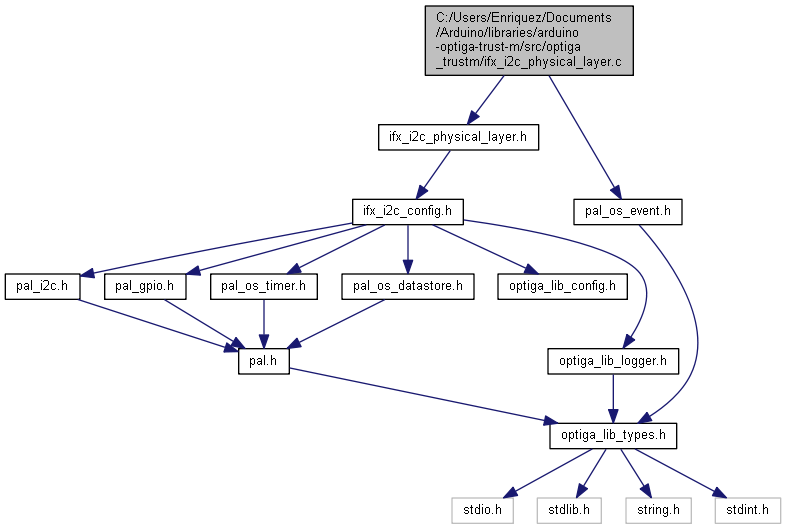 C:/Users/Enriquez/Documents
/Arduino/libraries/arduino
-optiga-trust-m/src/optiga
_trustm/ifx_i2c_physical_layer.c
ifx_i2c_physical_layer.h
ifx_i2c_config.h
pal_os_event.h
pal_i2c.h
pal_gpio.h
pal_os_timer.h
pal_os_datastore.h
optiga_lib_config.h
pal.h
optiga_lib_logger.h
optiga_lib_types.h
stdio.h
stdlib.h
string.h
stdint.h